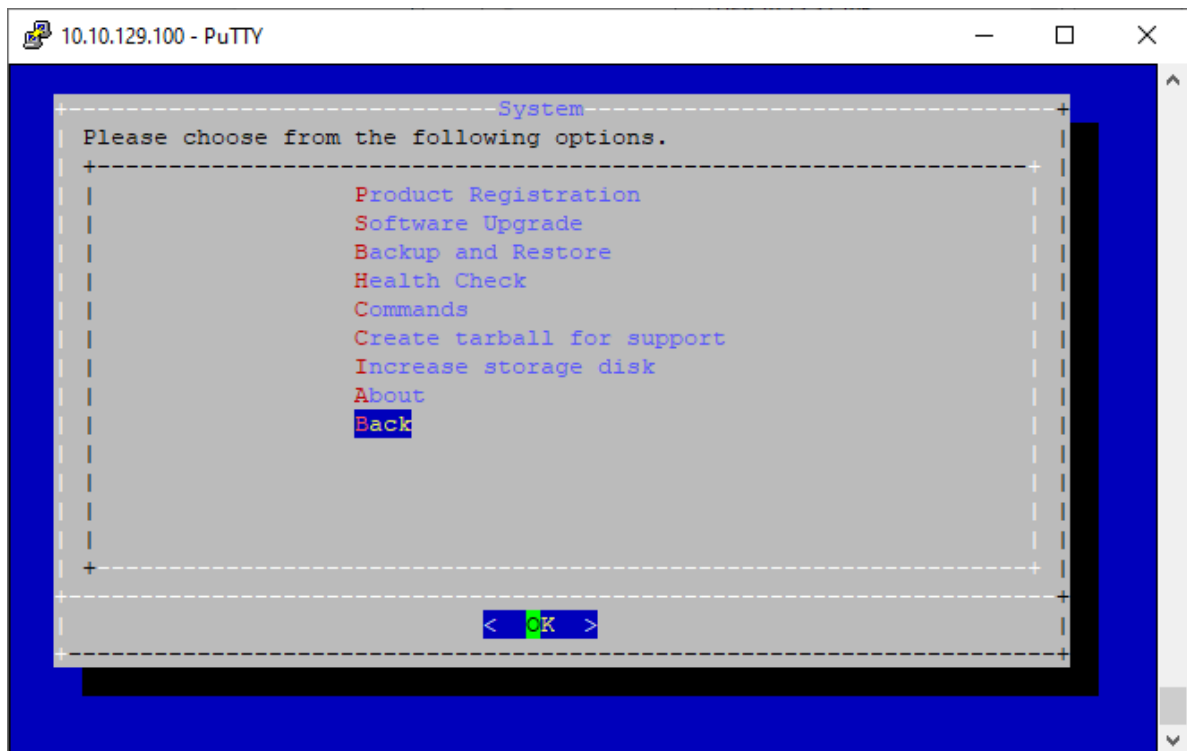 10.10.129.100 - PuTTY
System
Please choose from the following options.
Product Registration
Software Upgrade
Backup and Restore
Health Check
Commands
Create tarball for support
Increase storage disk
About
Back
< OK >